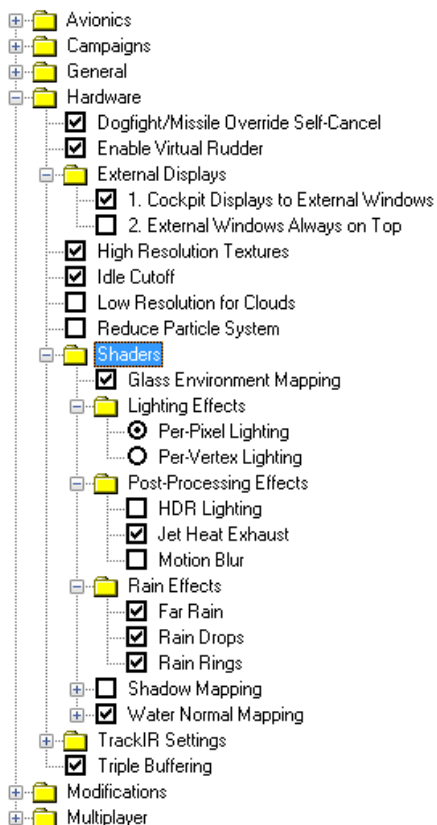 Avionics
Campaigns
General
Hardware
Dogfight/Missile Override Self-Cancel
Enable Virtual Rudder
External Displays
1. Cockpit Displays to External Windows
2. External Windows Always on Top
High Resolution Textures
Idle Cutoff
Low Resolution for Clouds
Reduce Particle System
Shaders
Glass Environment Mapping
Lighting Effects
Per-Pixel Lighting
Per-Vertex Lighting
Post-Processing Effects
HDR Lighting
Jet Heat Exhaust
Motion Blur
Rain Effects
Far Rain
Rain Drops
Rain Rings
Shadow Mapping
Water Normal Mapping
TrackIR Settings
Triple Buffering
Modifications
Multiplayer